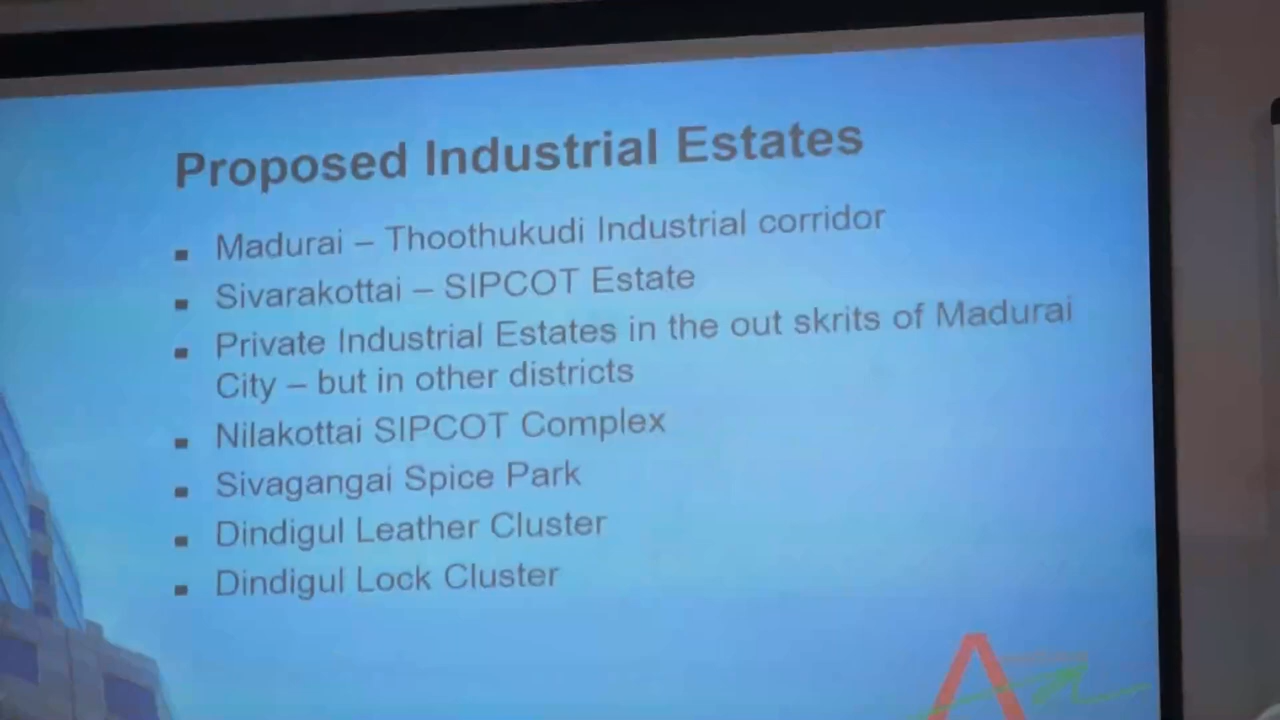 Proposed Industrial Estates
Madurai – Thoothukudi Industrial corridor
Sivarakottai – SIPCOT Estate
Private Industrial Estates in the out skrits of Madurai
City – but in other districts
Nilakottai SIPCOT Complex
Sivagangai Spice Park
Dindigul Leather Cluster
Dindigul Lock Cluster